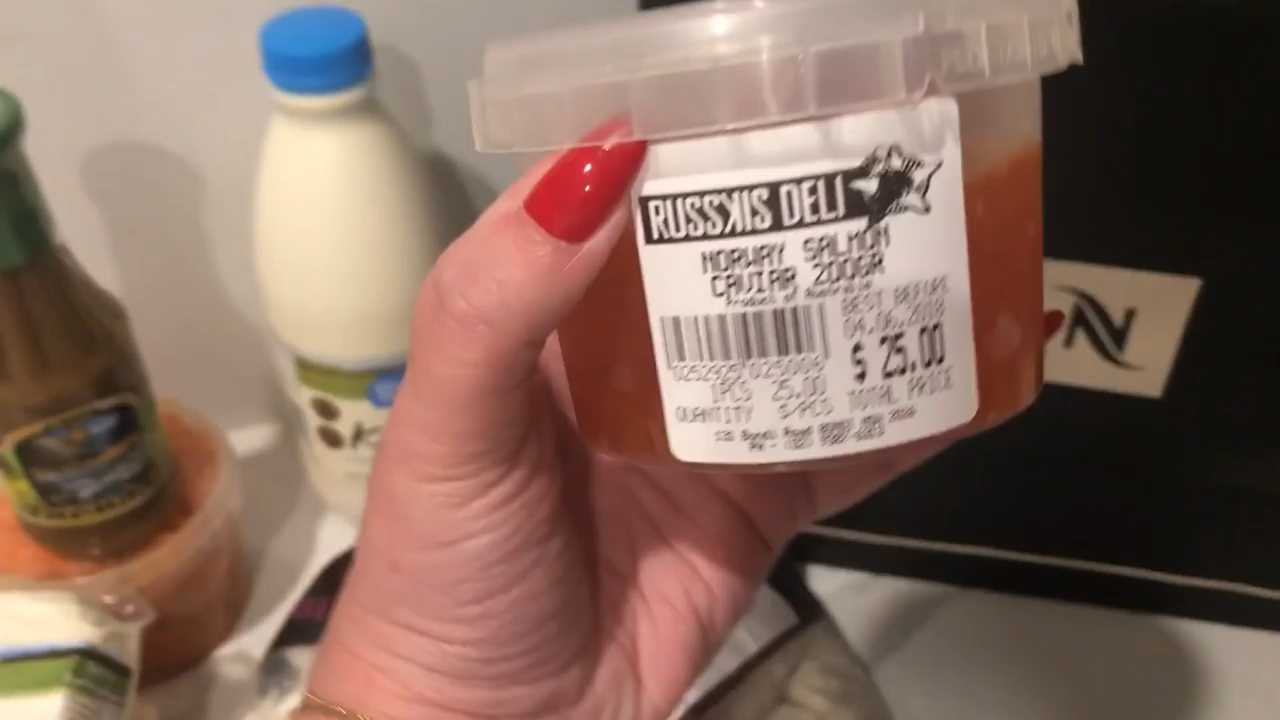 RUSSKIS DELI
NORWAY SALMON
CAVIAR 200GR
Product of Australia
BEST BEFORE
04.06.2018
$ 25.00
TOTAL PRICE
1PCS 25.00
QUANTITY $/PCS
N